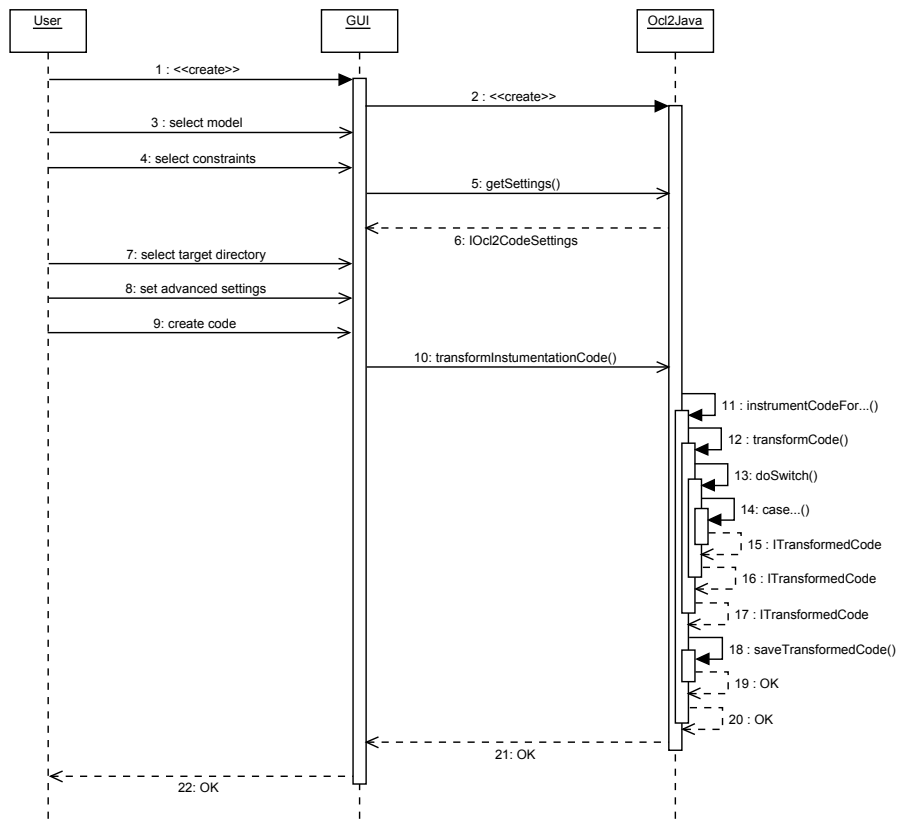 User
GUI
Ocl2Java
1 : <<create>>
2 : <<create>>
3 : select model
4: select constraints
5: getSettings()
6: IOcl2CodeSettings
7: select target directory
8: set advanced settings
9: create code
10: transformInstumentationCode()
11 : instrumentCodeFor...()
12 : transformCode()
13: doSwitch()
14: case...()
15 : ITransformedCode
16 : ITransformedCode
17 : ITransformedCode
18 : saveTransformedCode()
19 : OK
20 : OK
21: OK
22: OK